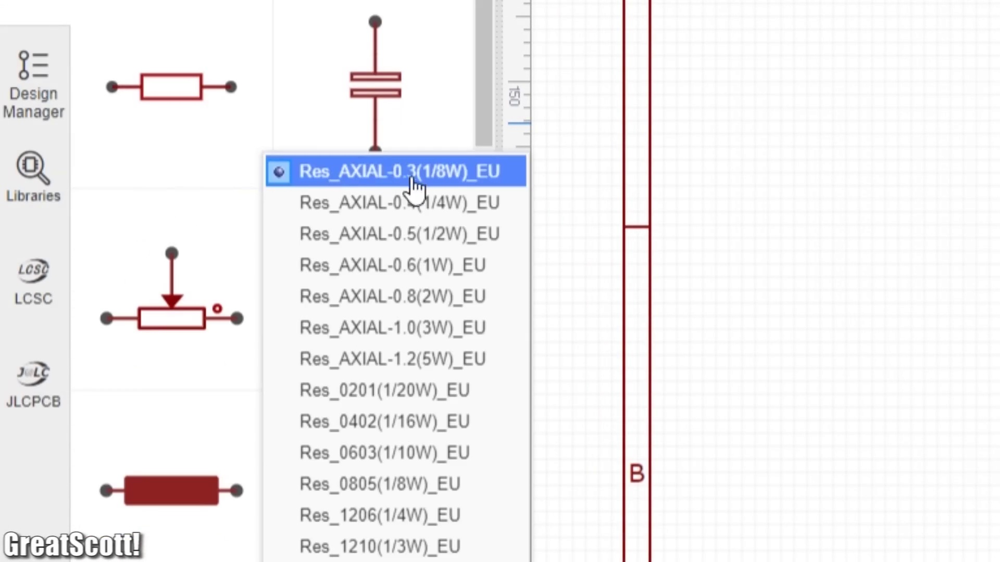 Design
Manager
Libraries
LCSC
LCSC
JLCPCB
150
Res_AXIAL-0.3(1/8W)_EU
Res_AXIAL-0.4(1/4W)_EU
Res_AXIAL-0.5(1/2W)_EU
Res_AXIAL-0.6(1W)_EU
Res_AXIAL-0.8(2W)_EU
Res_AXIAL-1.0(3W)_EU
Res_AXIAL-1.2(5W)_EU
Res_0201(1/20W)_EU
Res_0402(1/16W)_EU
Res_0603(1/10W)_EU
Res_0805(1/8W)_EU
Res_1206(1/4W)_EU
Res_1210(1/3W)_EU
B
GreatScott!